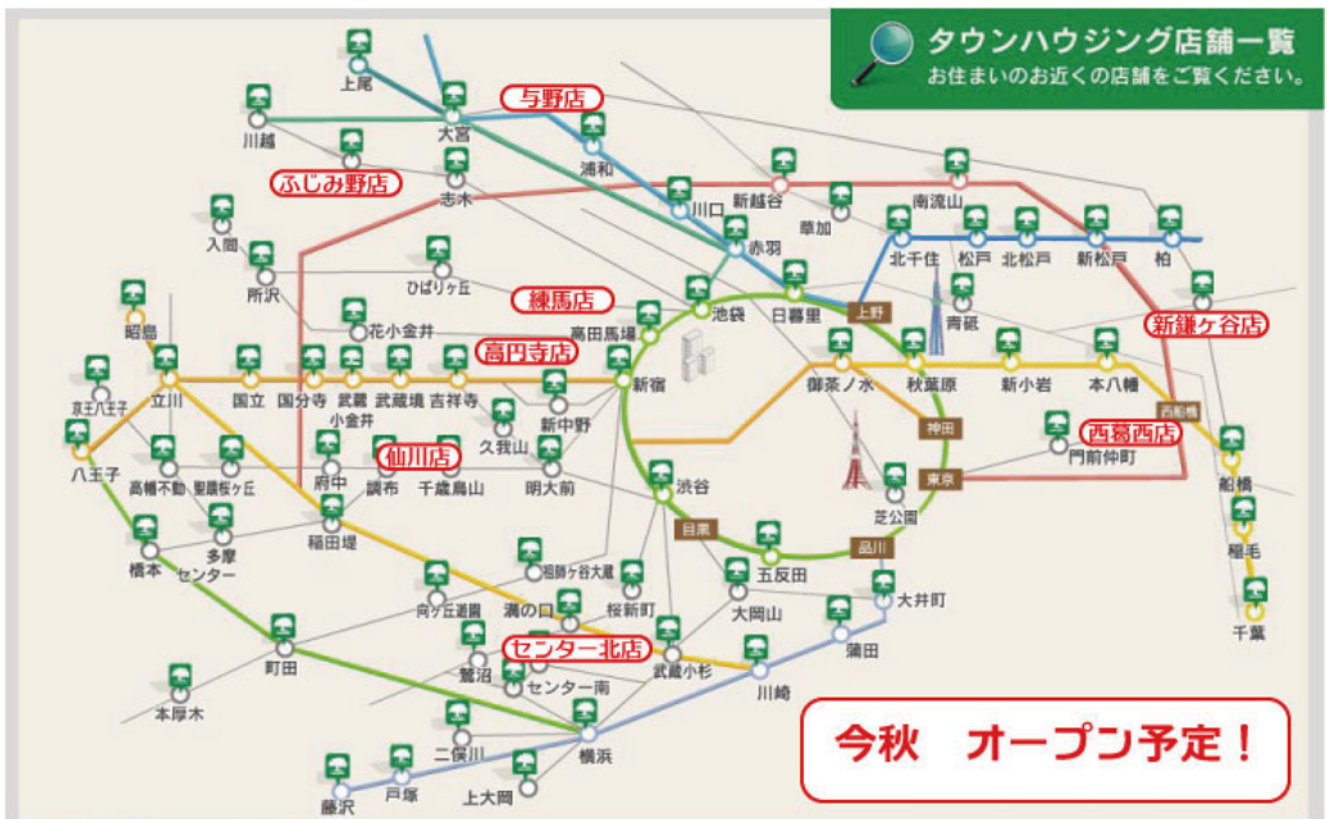 タウンハウジング店舗一覧
お住まいのお近くの店舗をご覧ください。
上尾
与野店
川越
大宮
浦和
ふじみ野店
志木
川口
新越谷
南流山
草加
入間
赤羽
北千住
松戸
北松戸
新松戸
柏
所沢
ひばりヶ丘
練馬店
池袋
日暮里
上野
青砥
新鎌ヶ谷店
昭島
花小金井
高田馬場
高円寺店
京王八王子
立川
国立
国分寺
武蔵
小金井
武蔵境
吉祥寺
新中野
新宿
御茶ノ水
秋葉原
新小岩
本八幡
西船橋
久我山
神田
西葛西店
門前仲町
八王子
高幡不動
聖蹟桜ヶ丘
府中
仙川店
調布
千歳烏山
明大前
渋谷
東京
船橋
芝公園
目黒
品川
稲毛
橋本
多摩
センター
稲田堤
祖師ヶ谷大蔵
五反田
向ヶ丘遊園
溝の口
桜新町
大岡山
大井町
千葉
町田
センター北店
武蔵小杉
蒲田
鷺沼
センター南
川崎
本厚木
二俣川
横浜
今秋　オープン予定！
藤沢
戸塚
上大岡